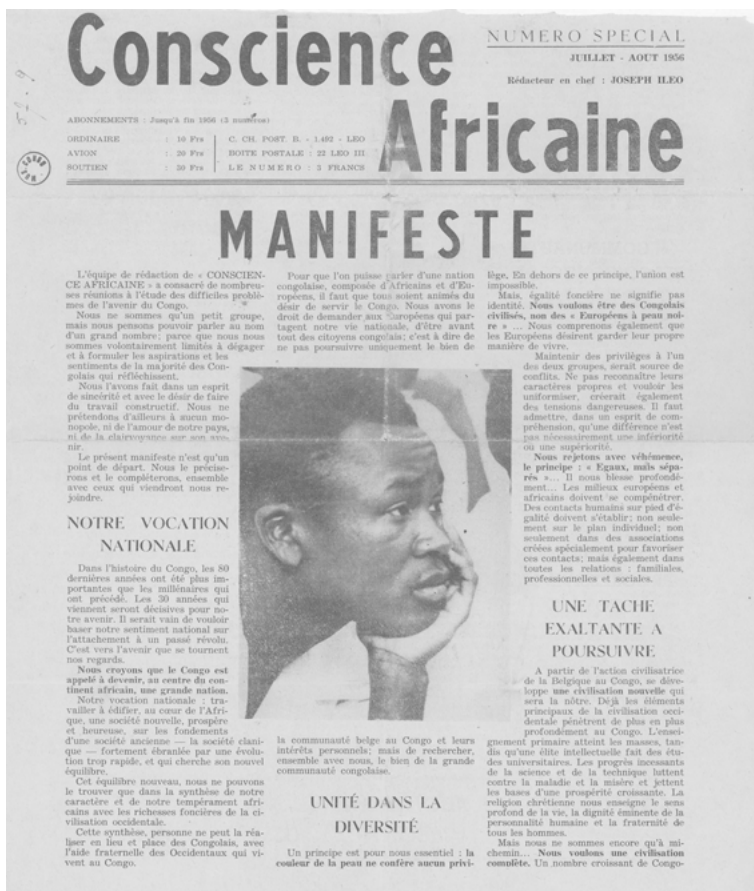 Conscience
Africaine
NUMERO SPECIAL
JUILLET - AOUT 1956
Rédacteur en chef : JOSEPH ILEO
ABONNEMENTS : Jusqu'à fin 1956 (3 numéros)
ORDINAIRE : 10 Frs
AVION : 20 Frs
SOUTIEN : 50 Frs
C. CH. POST. B. - 1.492 - LEO
BOITE POSTALE : 22 LEO III
LE NUMERO : 5 FRANCS
MANIFESTE
L'équipe de rédaction de « CONSCIEN-
CE AFRICAINE » a consacré de nombreu-
ses réunions à l'étude des difficiles problè-
mes de l'avenir du Congo.
Nous ne sommes qu'un petit groupe,
mais nous pensons pouvoir parler au nom
d'un grand nombre; parce que nous nous
sommes volontairement limités à dégager
et à formuler les aspirations et les
sentiments de la majorité des Con-
golais qui réfléchissent.
Nous l'avons fait dans un esprit
de sincérité et avec le désir de faire
du travail constructif. Nous ne
prétendons d'ailleurs à aucun mo-
nopole, ni de l'amour de notre pays,
ni de la clairvoyance sur son ave-
nir.
Le présent manifeste n'est qu'un
point de départ. Nous le précise-
rons et le compléterons, ensemble
avec ceux qui viendront nous re-
joindre.
NOTRE VOCATION
NATIONALE
Dans l'histoire du Congo, les 80
dernières années ont été plus im-
portantes que les millénaires qui
ont précédé. Les 30 années qui
viennent seront décisives pour no-
tre avenir. Il serait vain de vouloir
baser notre sentiment national sur
l'attachement à un passé révolu.
C'est vers l'avenir que se tournent
nos regards.
Nous croyons que le Congo est
appelé à devenir, au centre du con-
tinent africain, une grande nation.
Notre vocation nationale : tra-
vailler à édifier, au cœur de l'Afri-
que, une société nouvelle, prospère
et heureuse, sur les fondements
d'une société ancienne — la société clani-
que — fortement ébranlée par une évolu-
tion trop rapide, et qui cherche son nouvel
équilibre.
Cet équilibre nouveau, nous ne pouvons
le trouver que dans la synthèse de notre
caractère et de notre tempérament afri-
cains avec les richesses foncières de la ci-
vilisation occidentale.
Cette synthèse, personne ne peut la réa-
liser en lieu et place des Congolais, avec
l'aide fraternelle des Occidentaux qui vi-
vent au Congo.
Pour que l'on puisse parler d'une nation
congolaise, composée d'Africains et d'Eu-
ropéens, il faut que tous soient animés du
désir de servir le Congo. Nous avons le
droit de demander aux Européens qui par-
tagent notre vie nationale, d'être avant
tout des citoyens congolais; c'est à dire de
ne pas poursuivre uniquement le bien de
la communauté belge au Congo et leurs
intérêts personnels; mais de rechercher,
ensemble avec nous, le bien de la grande
communauté congolaise.
UNITÉ DANS LA
DIVERSITÉ
Un principe est pour nous essentiel : la
couleur de la peau ne confère aucun privi-
lège, En dehors de ce principe, l'union est
impossible.
Mais, égalité foncière ne signifie pas
identité. Nous voulons être des Congolais
civilisés, non des « Européens à peau noi-
re » ... Nous comprenons également que
les Européens désirent garder leur propre
manière de vivre.
Maintenir des privilèges à l'un
des deux groupes, serait source de
conflits. Ne pas reconnaître leurs
caractères propres et vouloir les
uniformiser, créerait également
des tensions dangereuses. Il faut
admettre, dans un esprit de com-
préhension, qu'une différence n'est
pas nécessairement une infériorité
ou une supériorité.
Nous rejetons avec véhémence,
le principe : « Egaux, mais sépa-
rés »... Il nous blesse profondé-
ment... Les milieux européens et
africains doivent se compénétrer.
Des contacts humains sur pied d'é-
galité doivent s'établir; non seule-
ment sur le plan individuel; non
seulement dans des associations
créées spécialement pour favoriser
ces contacts; mais également dans
toutes les relations : familiales,
professionnelles et sociales.
UNE TACHE
EXALTANTE A
POURSUIVRE
A partir de l'action civilisatrice
de la Belgique au Congo, se déve-
loppe une civilisation nouvelle qui
sera la nôtre. Déjà les éléments
principaux de la civilisation occi-
dentale pénètrent de plus en plus
profondément au Congo. L'ensei-
gnement primaire atteint les masses, tan-
dis qu'une élite intellectuelle fait des étu-
des universitaires. Les progrès incessants
de la science et de la technique luttent
contre la maladie et la misère et jettent
les bases d'une prospérité croissante. La
religion chrétienne nous enseigne le sens
profond de la vie, la dignité éminente de la
personnalité humaine et la fraternité de
tous les hommes.
Mais nous ne sommes encore qu'à mi-
chemin... Nous voulons une civilisation
complète. Un nombre croissant de Congo-